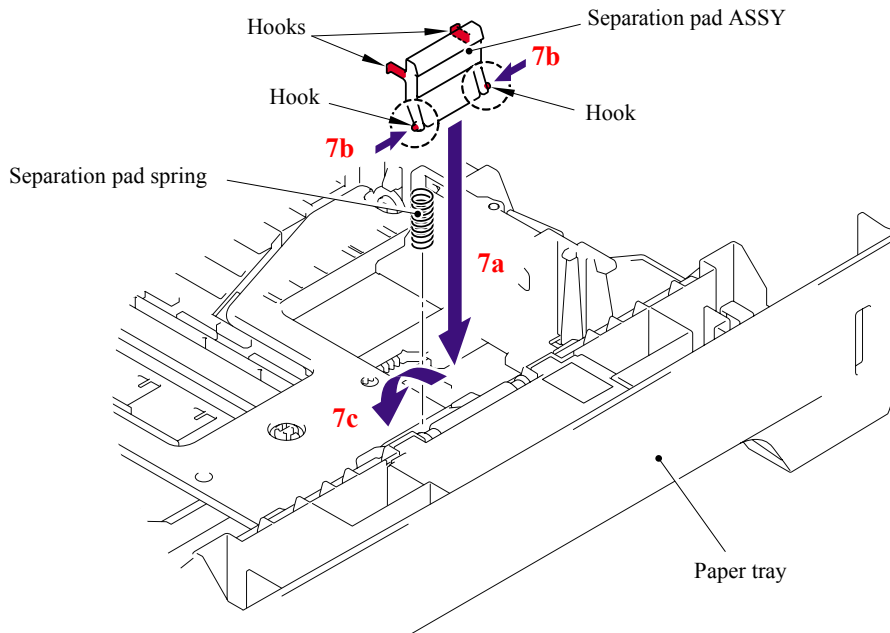 Hooks
Separation pad ASSY
7b
Hook
Hook
7b
Separation pad spring
7a
7c
Paper tray